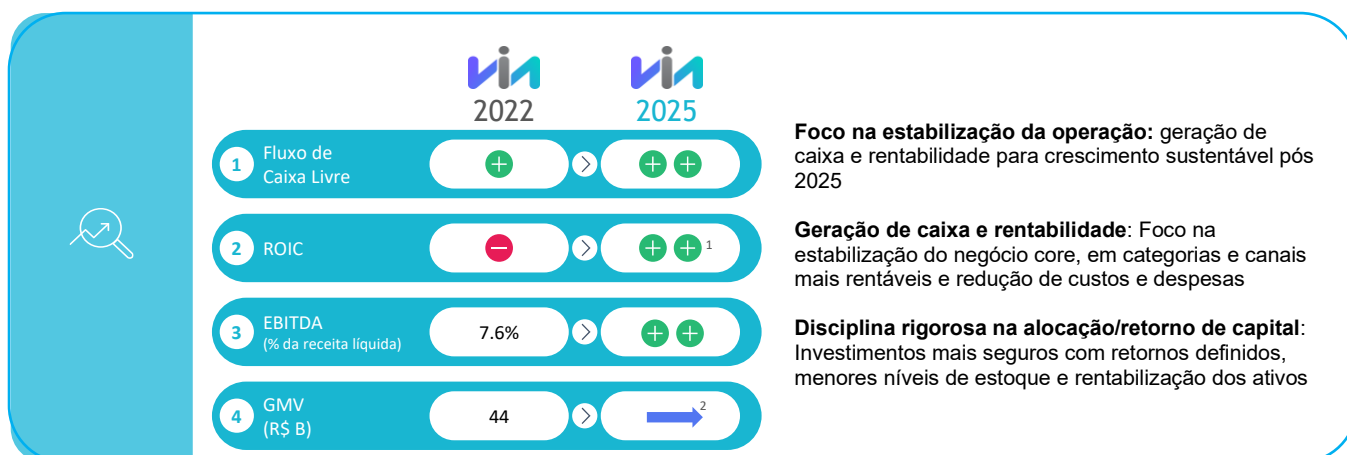 via via
2022 2025
1 Fluxo de
Caixa Livre
2 ROIC 1
3 EBITDA
(% da receita líquida) 7.6%
4 GMV
(R$ B) 44 2
Foco na estabilização da operação: geração de
caixa e rentabilidade para crescimento sustentável pós
2025
Geração de caixa e rentabilidade: Foco na
estabilização do negócio core, em categorias e canais
mais rentáveis e redução de custos e despesas
Disciplina rigorosa na alocação/retorno de capital:
Investimentos mais seguros com retornos definidos,
menores níveis de estoque e rentabilização dos ativos